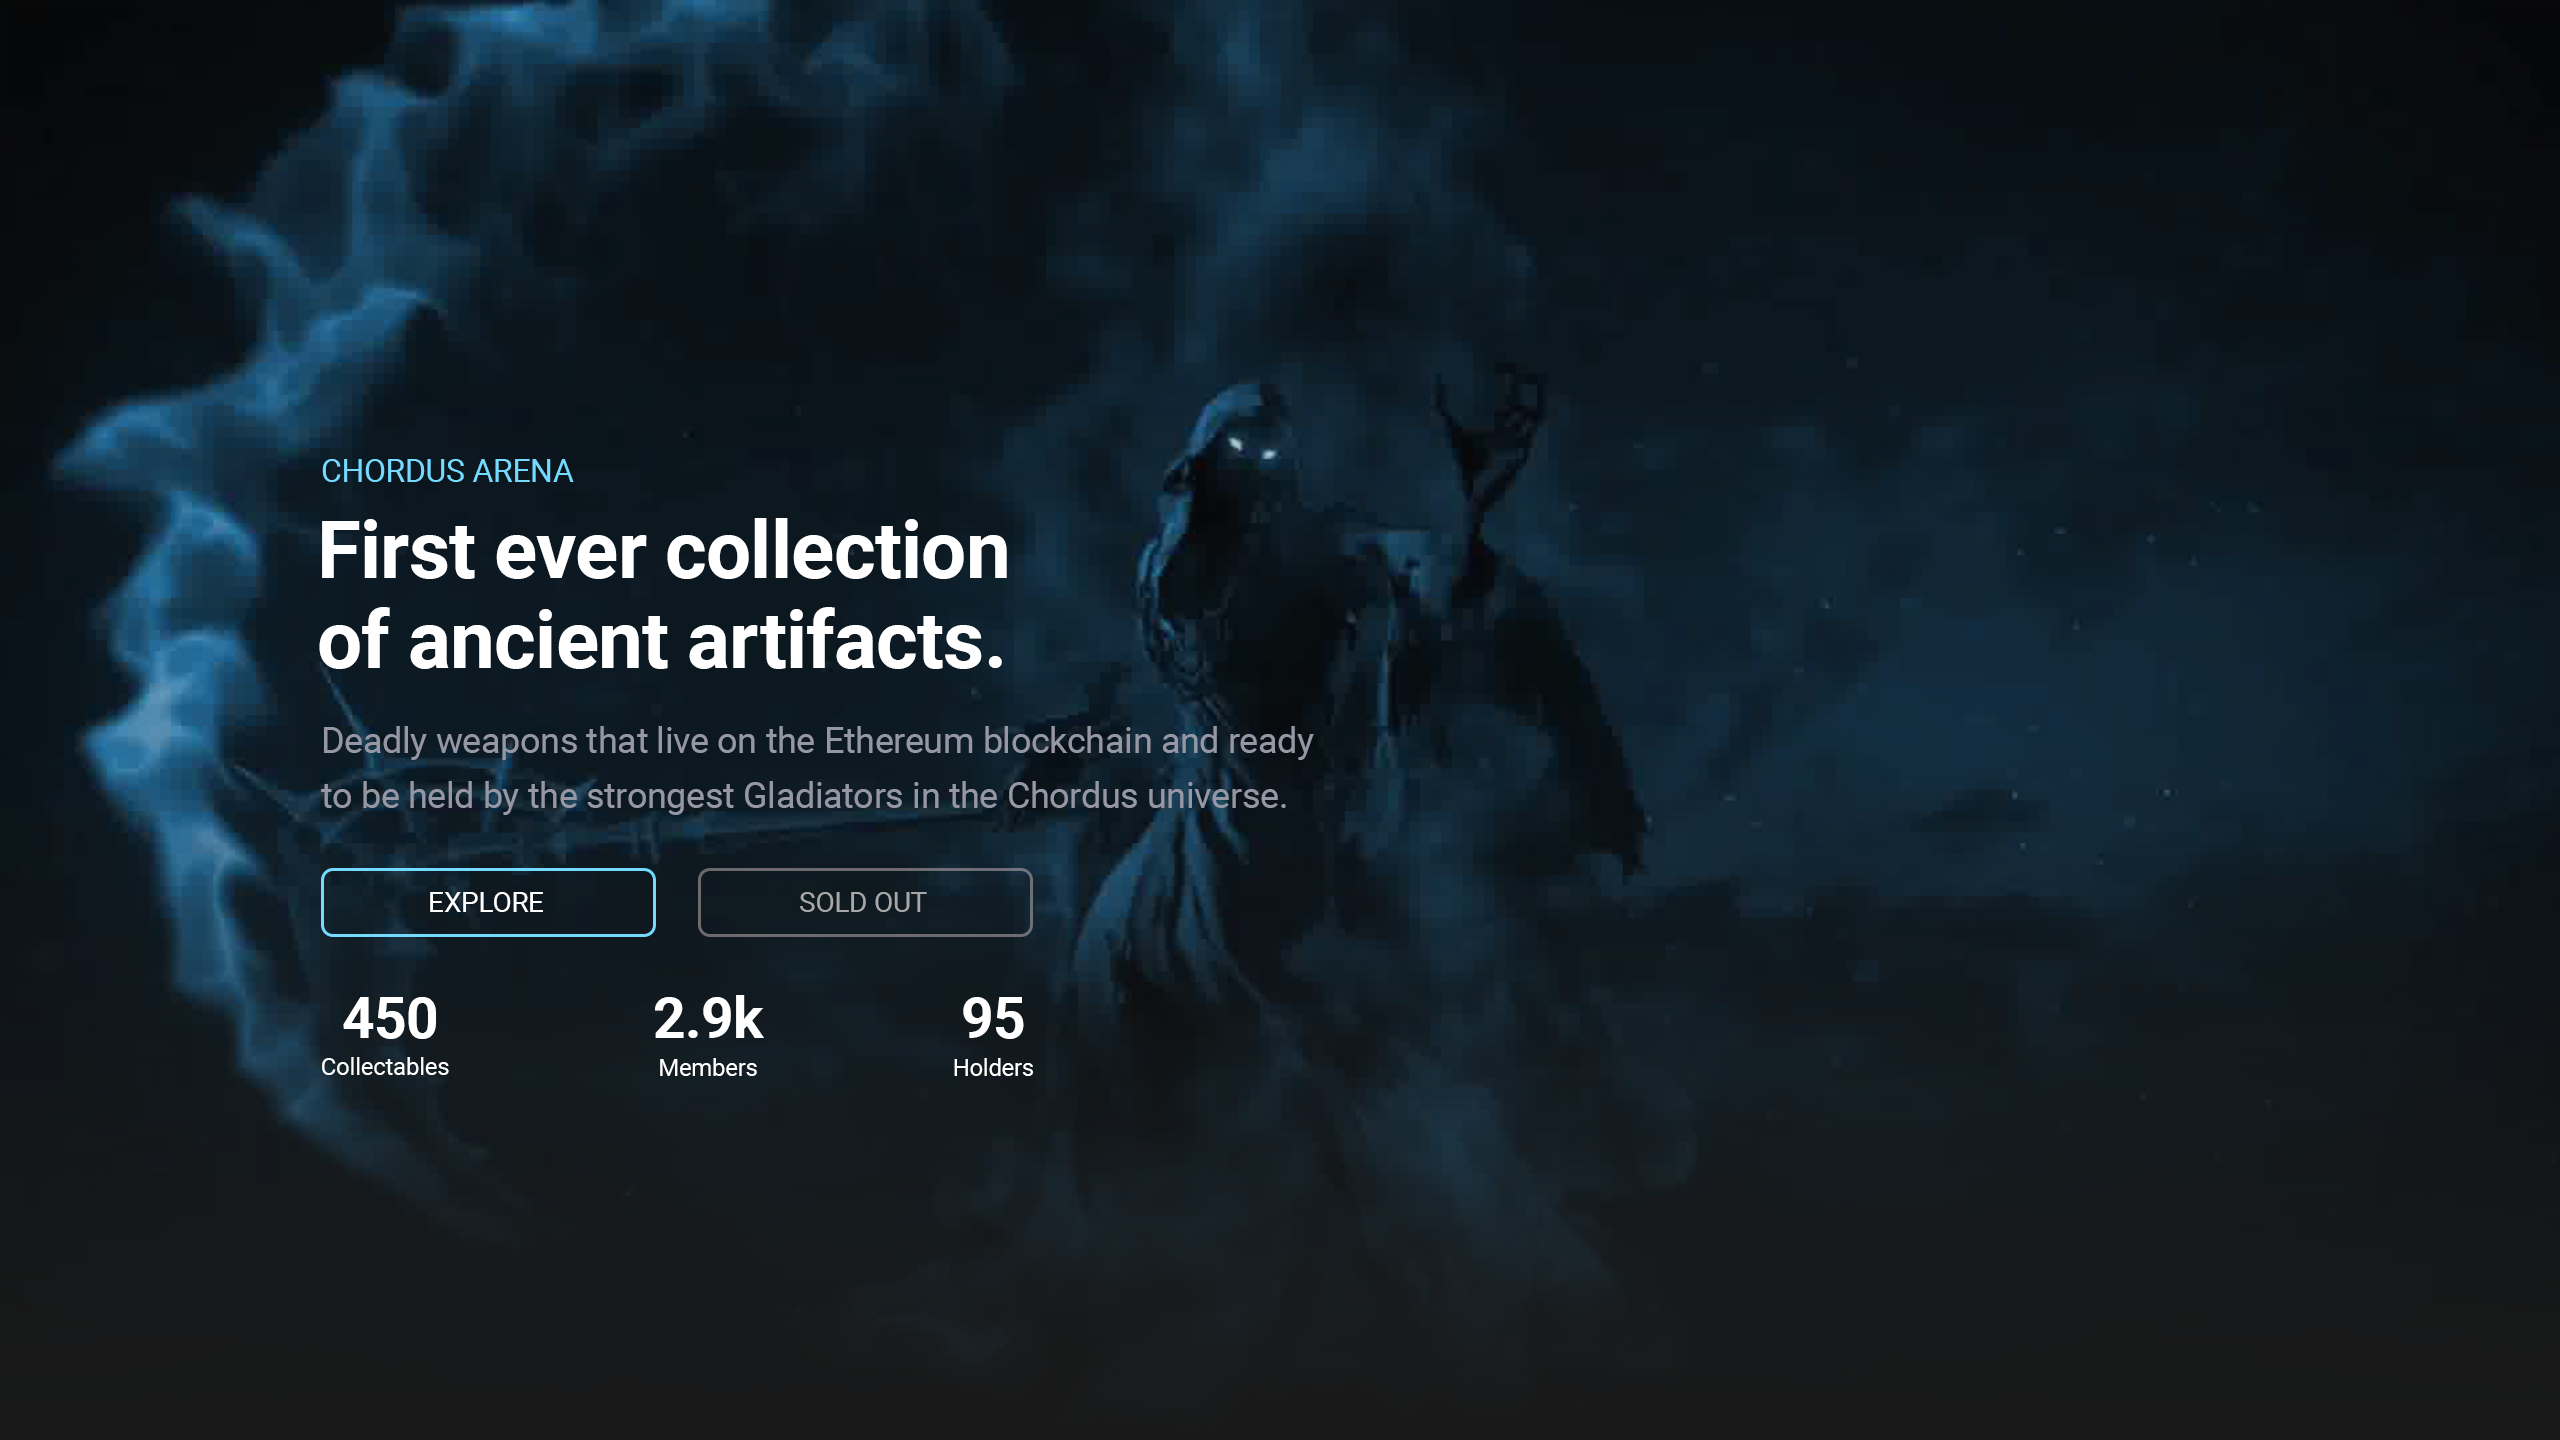 CHORDUS ARENA
First ever collection
of ancient artifacts.
Deadly weapons that live on the Ethereum blockchain and ready
to be held by the strongest Gladiators in the Chordus universe.
EXPLORE SOLD OUT
450 2.9k 95
Collectables Members Holders